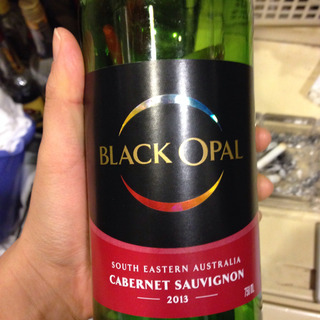 BLACK OPAL
SOUTH EASTERN AUSTRALIA
CABERNET SAUVIGNON
2013
750ML